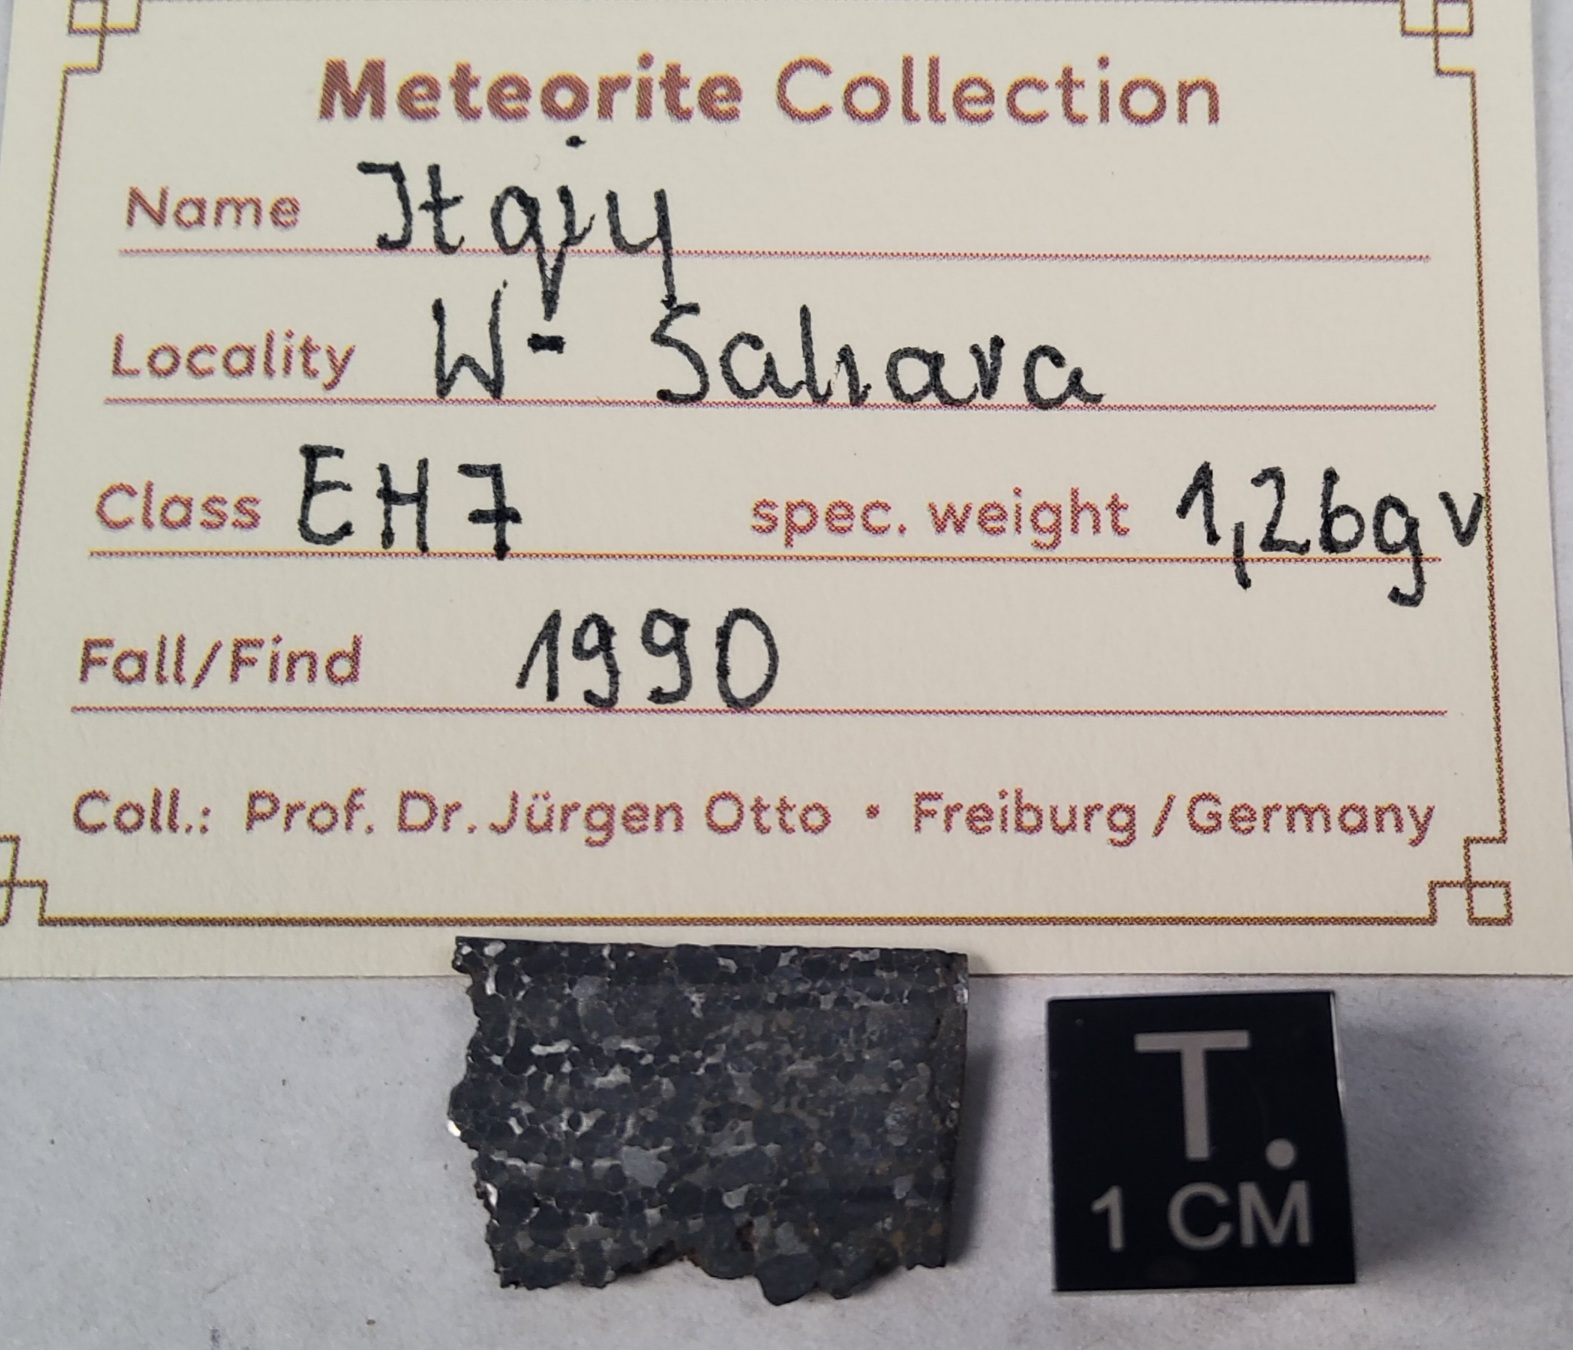 Meteorite Collection
Name Itqiy
Locality W- Sahara
Class EH7 spec. weight 1,26g v
Fall/Find 1990
Coll.: Prof. Dr. Jürgen Otto • Freiburg / Germany
T.
1 CM